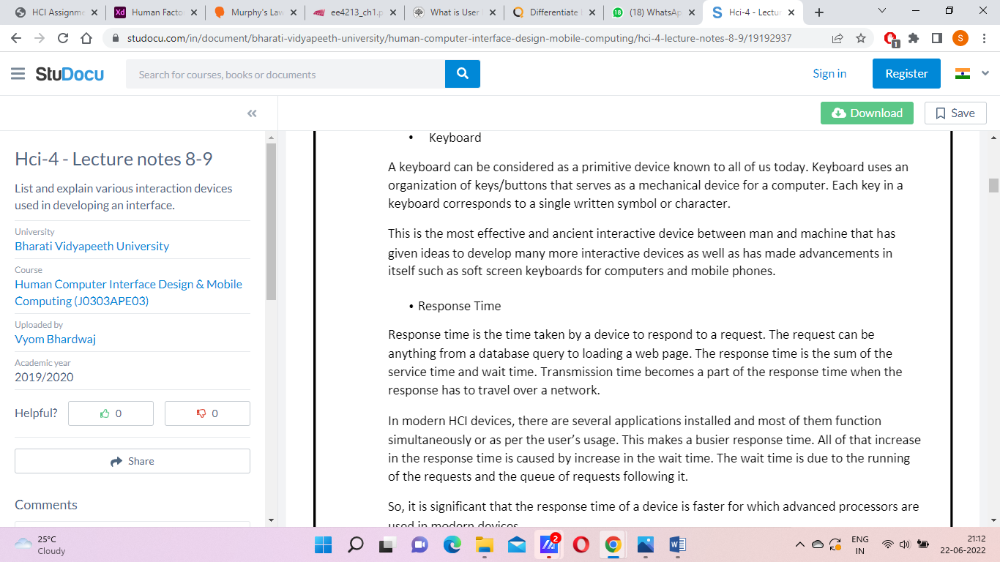 HCI Assignme
Human Facto
Murphy's Law
ee4213_ch1.p
What is User
Differentiate
(18) WhatsAp
Hci-4 - Lectur
studocu.com/in/document/bharati-vidyapeeth-university/human-computer-interface-design-mobile-computing/hci-4-lecture-notes-8-9/19192937
S
1
StuDocu
Search for courses, books or documents
Sign in
Register
Download
Save
Hci-4 - Lecture notes 8-9
List and explain various interaction devices
used in developing an interface.
University
Bharati Vidyapeeth University
Course
Human Computer Interface Design & Mobile
Computing (J0303APE03)
Uploaded by
Vyom Bhardwaj
Academic year
2019/2020
Helpful?
0
0
Share
Comments
• Keyboard
A keyboard can be considered as a primitive device known to all of us today. Keyboard uses an
organization of keys/buttons that serves as a mechanical device for a computer. Each key in a
keyboard corresponds to a single written symbol or character.
This is the most effective and ancient interactive device between man and machine that has
given ideas to develop many more interactive devices as well as has made advancements in
itself such as soft screen keyboards for computers and mobile phones.
• Response Time
Response time is the time taken by a device to respond to a request. The request can be
anything from a database query to loading a web page. The response time is the sum of the
service time and wait time. Transmission time becomes a part of the response time when the
response has to travel over a network.
In modern HCI devices, there are several applications installed and most of them function
simultaneously or as per the user’s usage. This makes a busier response time. All of that increase
in the response time is caused by increase in the wait time. The wait time is due to the running
of the requests and the queue of requests following it.
So, it is significant that the response time of a device is faster for which advanced processors are
used in modern devices.
25°C
Cloudy
2
ENG
IN
21:12
22-06-2022